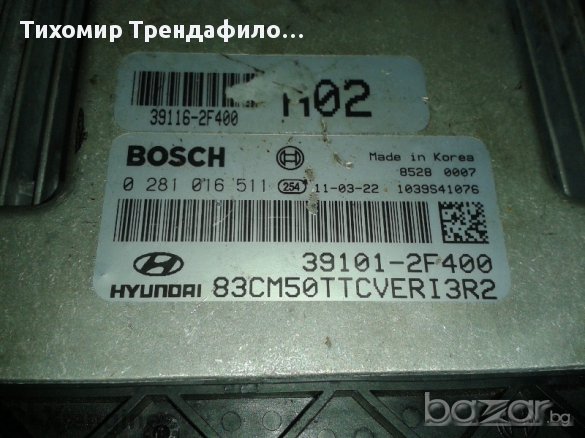 Тихомир Трендафило...
39116-2F400
02
BOSCH
Made in Korea
8528 0007
0 281 016 511 254 11-03-22 1039S41076
39101-2F400
HYUNDAI 83CM50TTCVERI3R2
bazar.bg